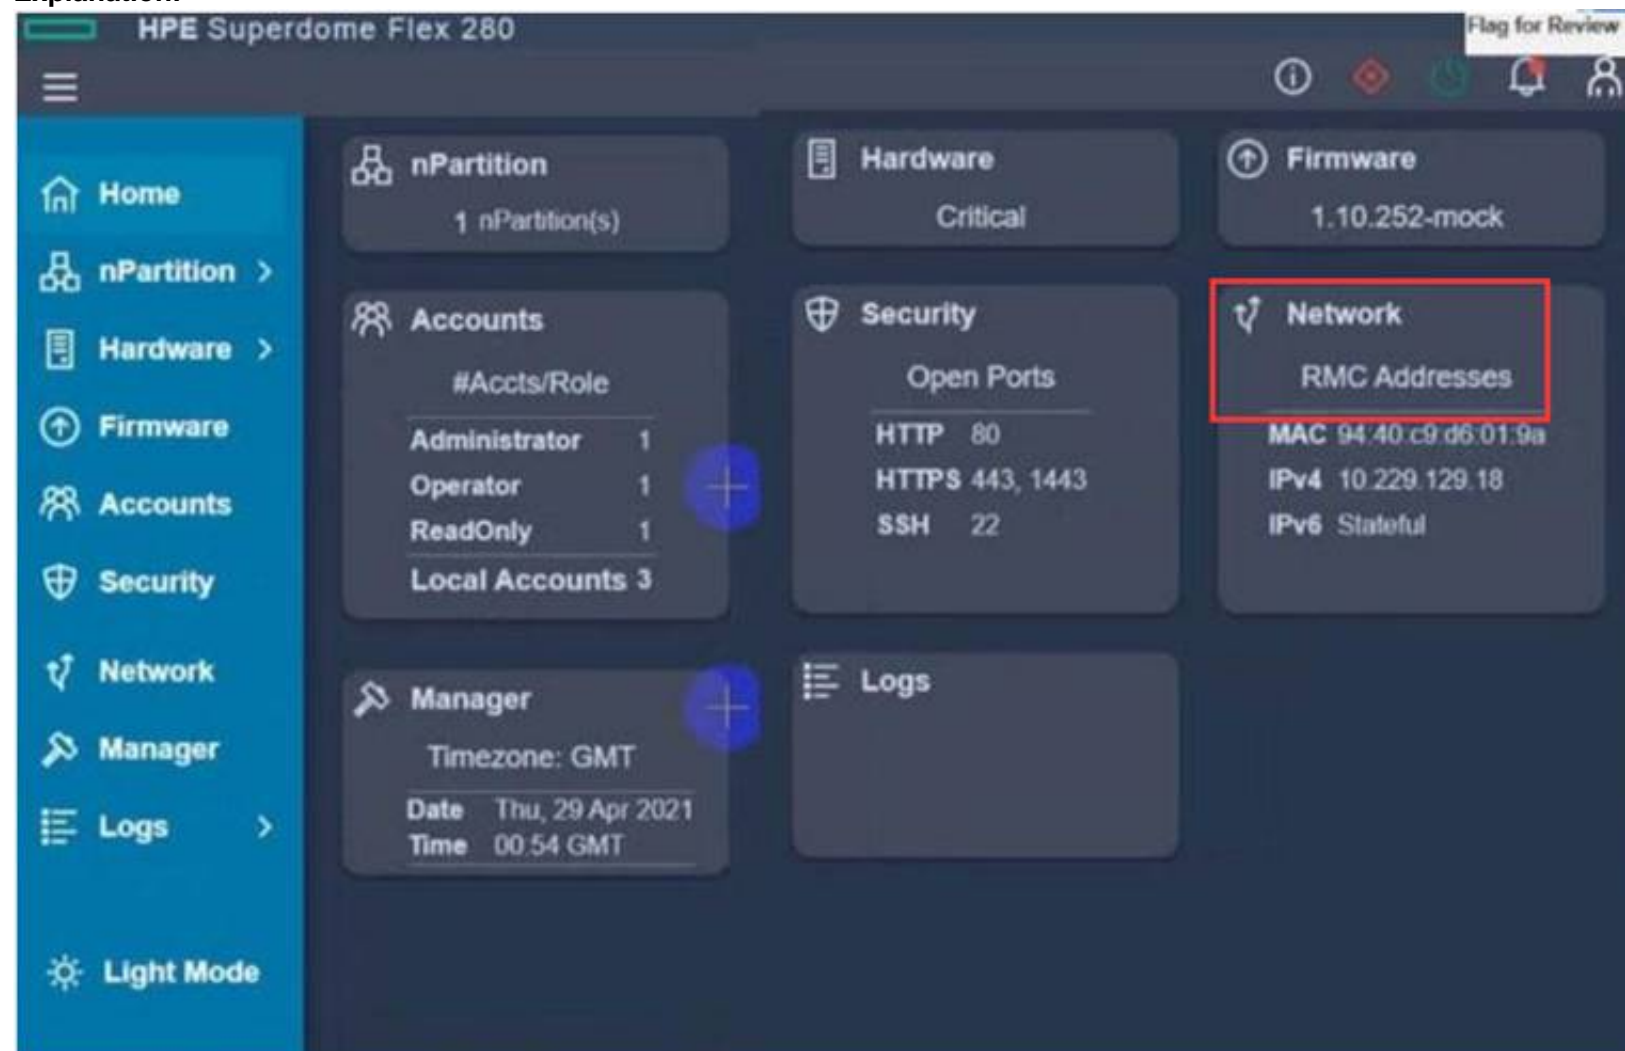 Explanation:
HPE Superdome Flex 280
Flag for Review
Home
nPartition >
Hardware >
Firmware
Accounts
Security
Network
Manager
Logs >
Light Mode
nPartition
1 nPartition(s)
Hardware
Critical
Firmware
1.10.252-mock
Accounts
#Accts/Role
Administrator 1
Operator 1
ReadOnly 1
Local Accounts 3
Security
Open Ports
HTTP 80
HTTPS 443, 1443
SSH 22
Network
RMC Addresses
MAC 94:40:c9:d6:01:9a
IPv4 10.229.129.18
IPv6 Stateful
Manager
Timezone: GMT
Date Thu, 29 Apr 2021
Time 00:54 GMT
Logs